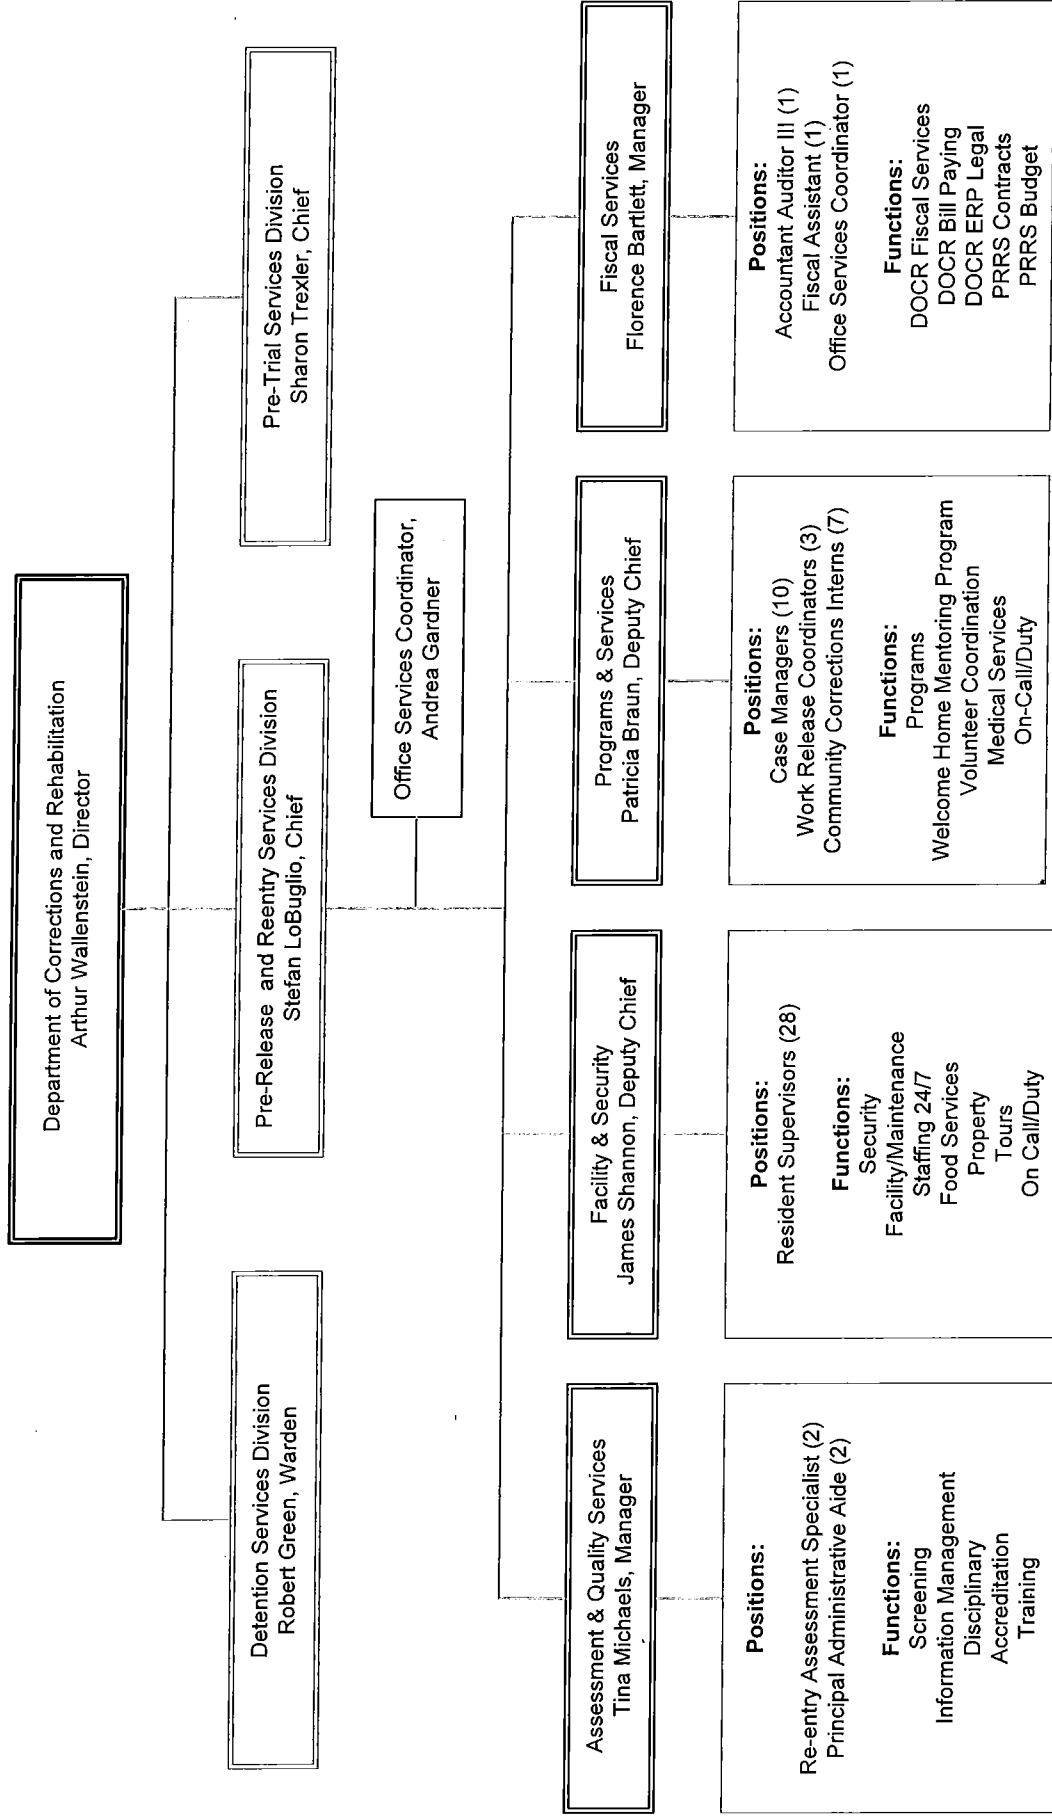 Department of Corrections and Rehabilitation
Arthur Wallenstein, Director
Detention Services Division
Robert Green, Warden
Pre-Release and Reentry Services Division
Stefan LoBuglio, Chief
Pre-Trial Services Division
Sharon Trexler, Chief
Office Services Coordinator,
Andrea Gardner
Assessment & Quality Services
Tina Michaels, Manager
Facility & Security
James Shannon, Deputy Chief
Programs & Services
Patricia Braun, Deputy Chief
Fiscal Services
Florence Bartlett, Manager
Positions:
Re-entry Assessment Specialist (2)
Principal Administrative Aide (2)
Functions:
Screening
Information Management
Disciplinary
Accreditation
Training
Positions:
Resident Supervisors (28)
Functions:
Security
Facility/Maintenance
Staffing 24/7
Food Services
Property
Tours
On Call/Duty
Positions:
Case Managers (10)
Work Release Coordinators (3)
Community Corrections Interns (7)
Functions:
Programs
Welcome Home Mentoring Program
Volunteer Coordination
Medical Services
On-Call/Duty
Positions:
Accountant Auditor III (1)
Fiscal Assistant (1)
Office Services Coordinator (1)
Functions:
DOCR Fiscal Services
DOCR Bill Paying
DOCR ERP Legal
PRRS Contracts
PRRS Budget